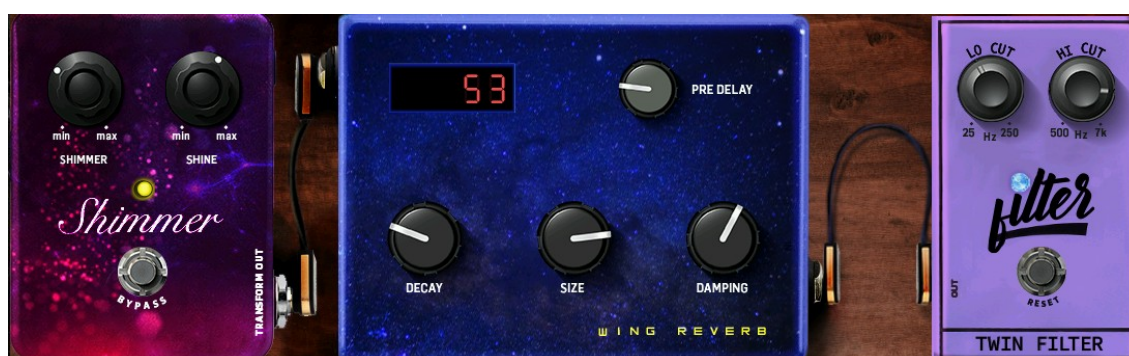 min max
SHIMMER
min max
SHINE
Shimmer
BYPASS
TRANSFORM OUT
53
PRE DELAY
DECAY
SIZE
DAMPING
WING REVERB
LO CUT
HI CUT
25 Hz 250
500 Hz 7k
filter
OUT
RESET
TWIN FILTER